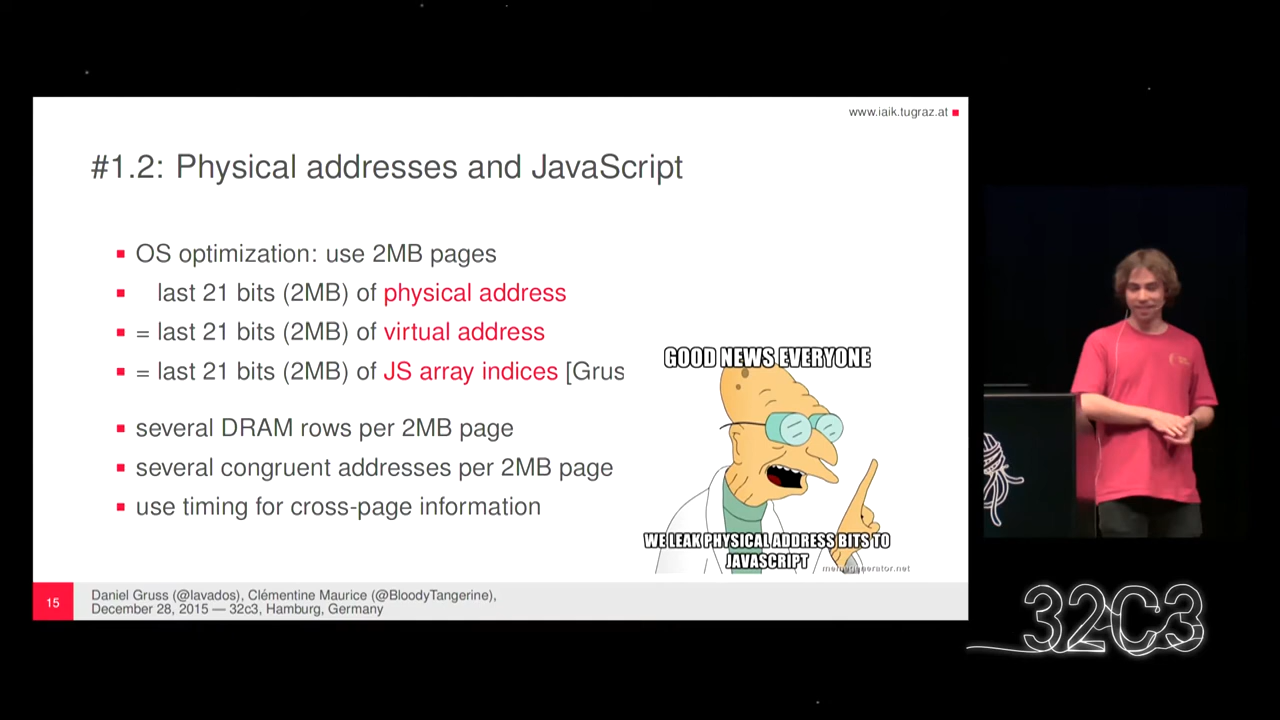 www.iaik.tugraz.at
#1.2: Physical addresses and JavaScript
OS optimization: use 2MB pages
last 21 bits (2MB) of physical address
= last 21 bits (2MB) of virtual address
= last 21 bits (2MB) of JS array indices [Grus
several DRAM rows per 2MB page
several congruent addresses per 2MB page
use timing for cross-page information
GOOD NEWS EVERYONE
WE LEAK PHYSICAL ADDRESS BITS TO
JAVASCRIPT
memegenerator.net
15
Daniel Gruss (@lavados), Clémentine Maurice (@BloodyTangerine),
December 28, 2015 — 32c3, Hamburg, Germany
32C3